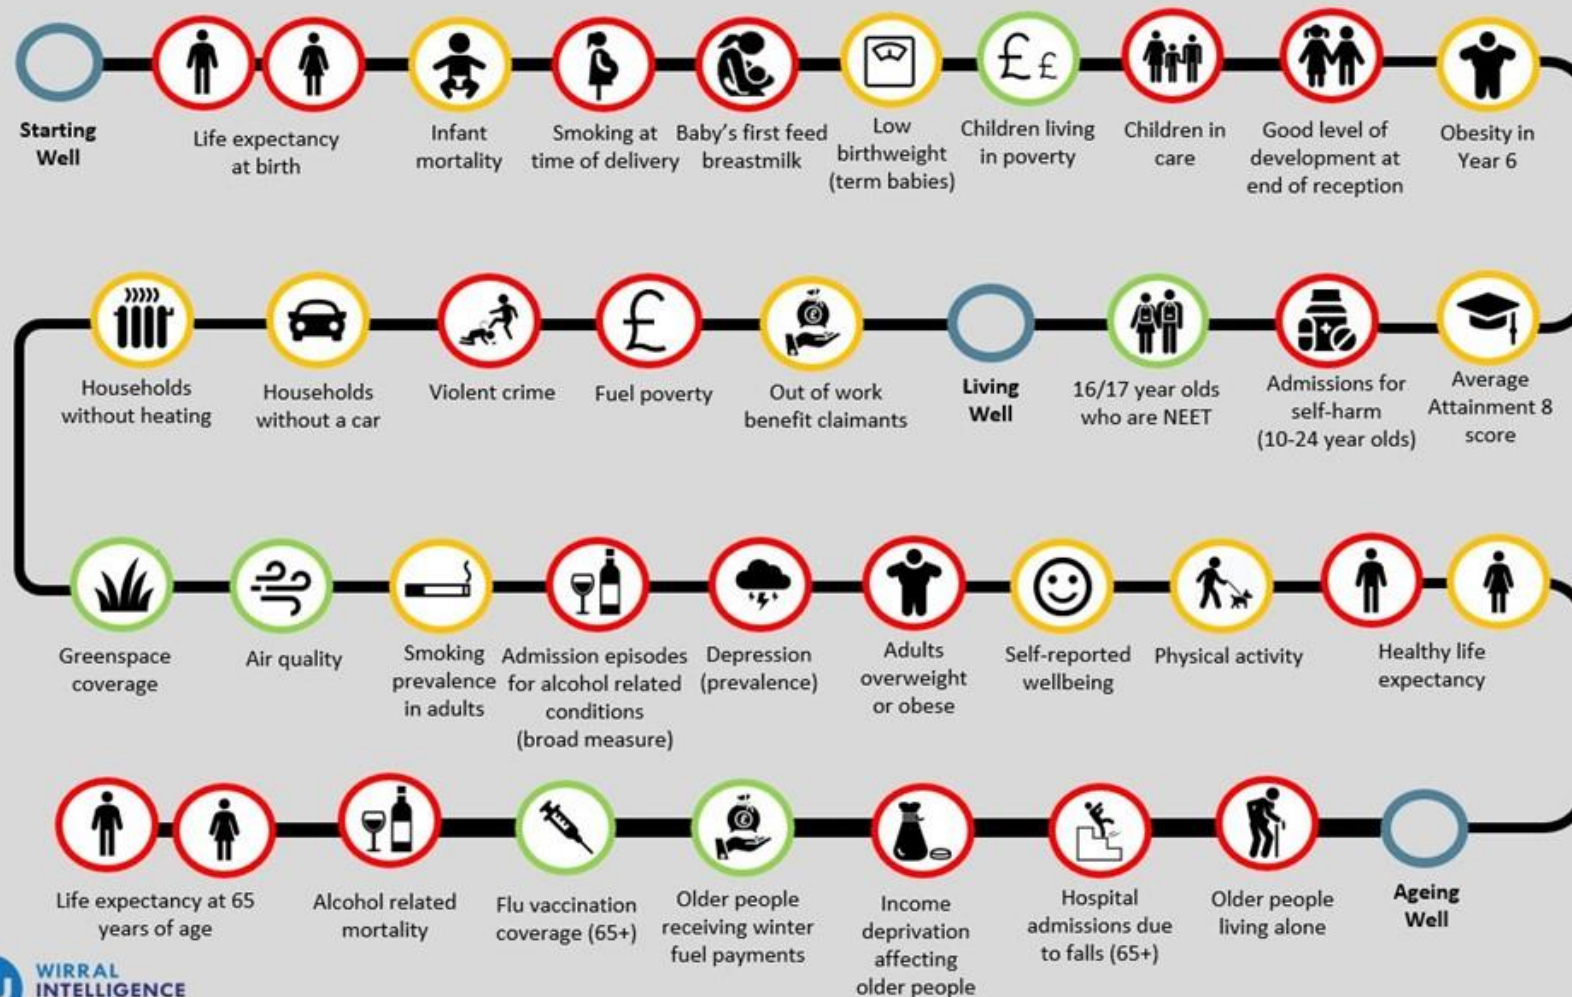 Starting
Well
Life expectancy
at birth
Infant
mortality
Smoking at
time of delivery
Baby's first feed
breastmilk
Low
birthweight
(term babies)
££
Children living
in poverty
Children in
care
Good level of
development at
end of reception
Obesity in
Year 6
Households
without heating
Households
without a car
Violent crime
£
Fuel poverty
Out of work
benefit claimants
Living
Well
16/17 year olds
who are NEET
Admissions for
self-harm
(10-24 year olds)
Average
Attainment 8
score
Greenspace
coverage
Air quality
Smoking
prevalence
in adults
Admission episodes
for alcohol related
conditions
(broad measure)
Depression
(prevalence)
Adults
overweight
or obese
Self-reported
wellbeing
Physical activity
Healthy life
expectancy
Life expectancy at 65
years of age
Alcohol related
mortality
Flu vaccination
coverage (65+)
Older people
receiving winter
fuel payments
Income
deprivation
affecting
older people
Hospital
admissions due
to falls (65+)
Older people
living alone
Ageing
Well
WIRRAL
INTELLIGENCE